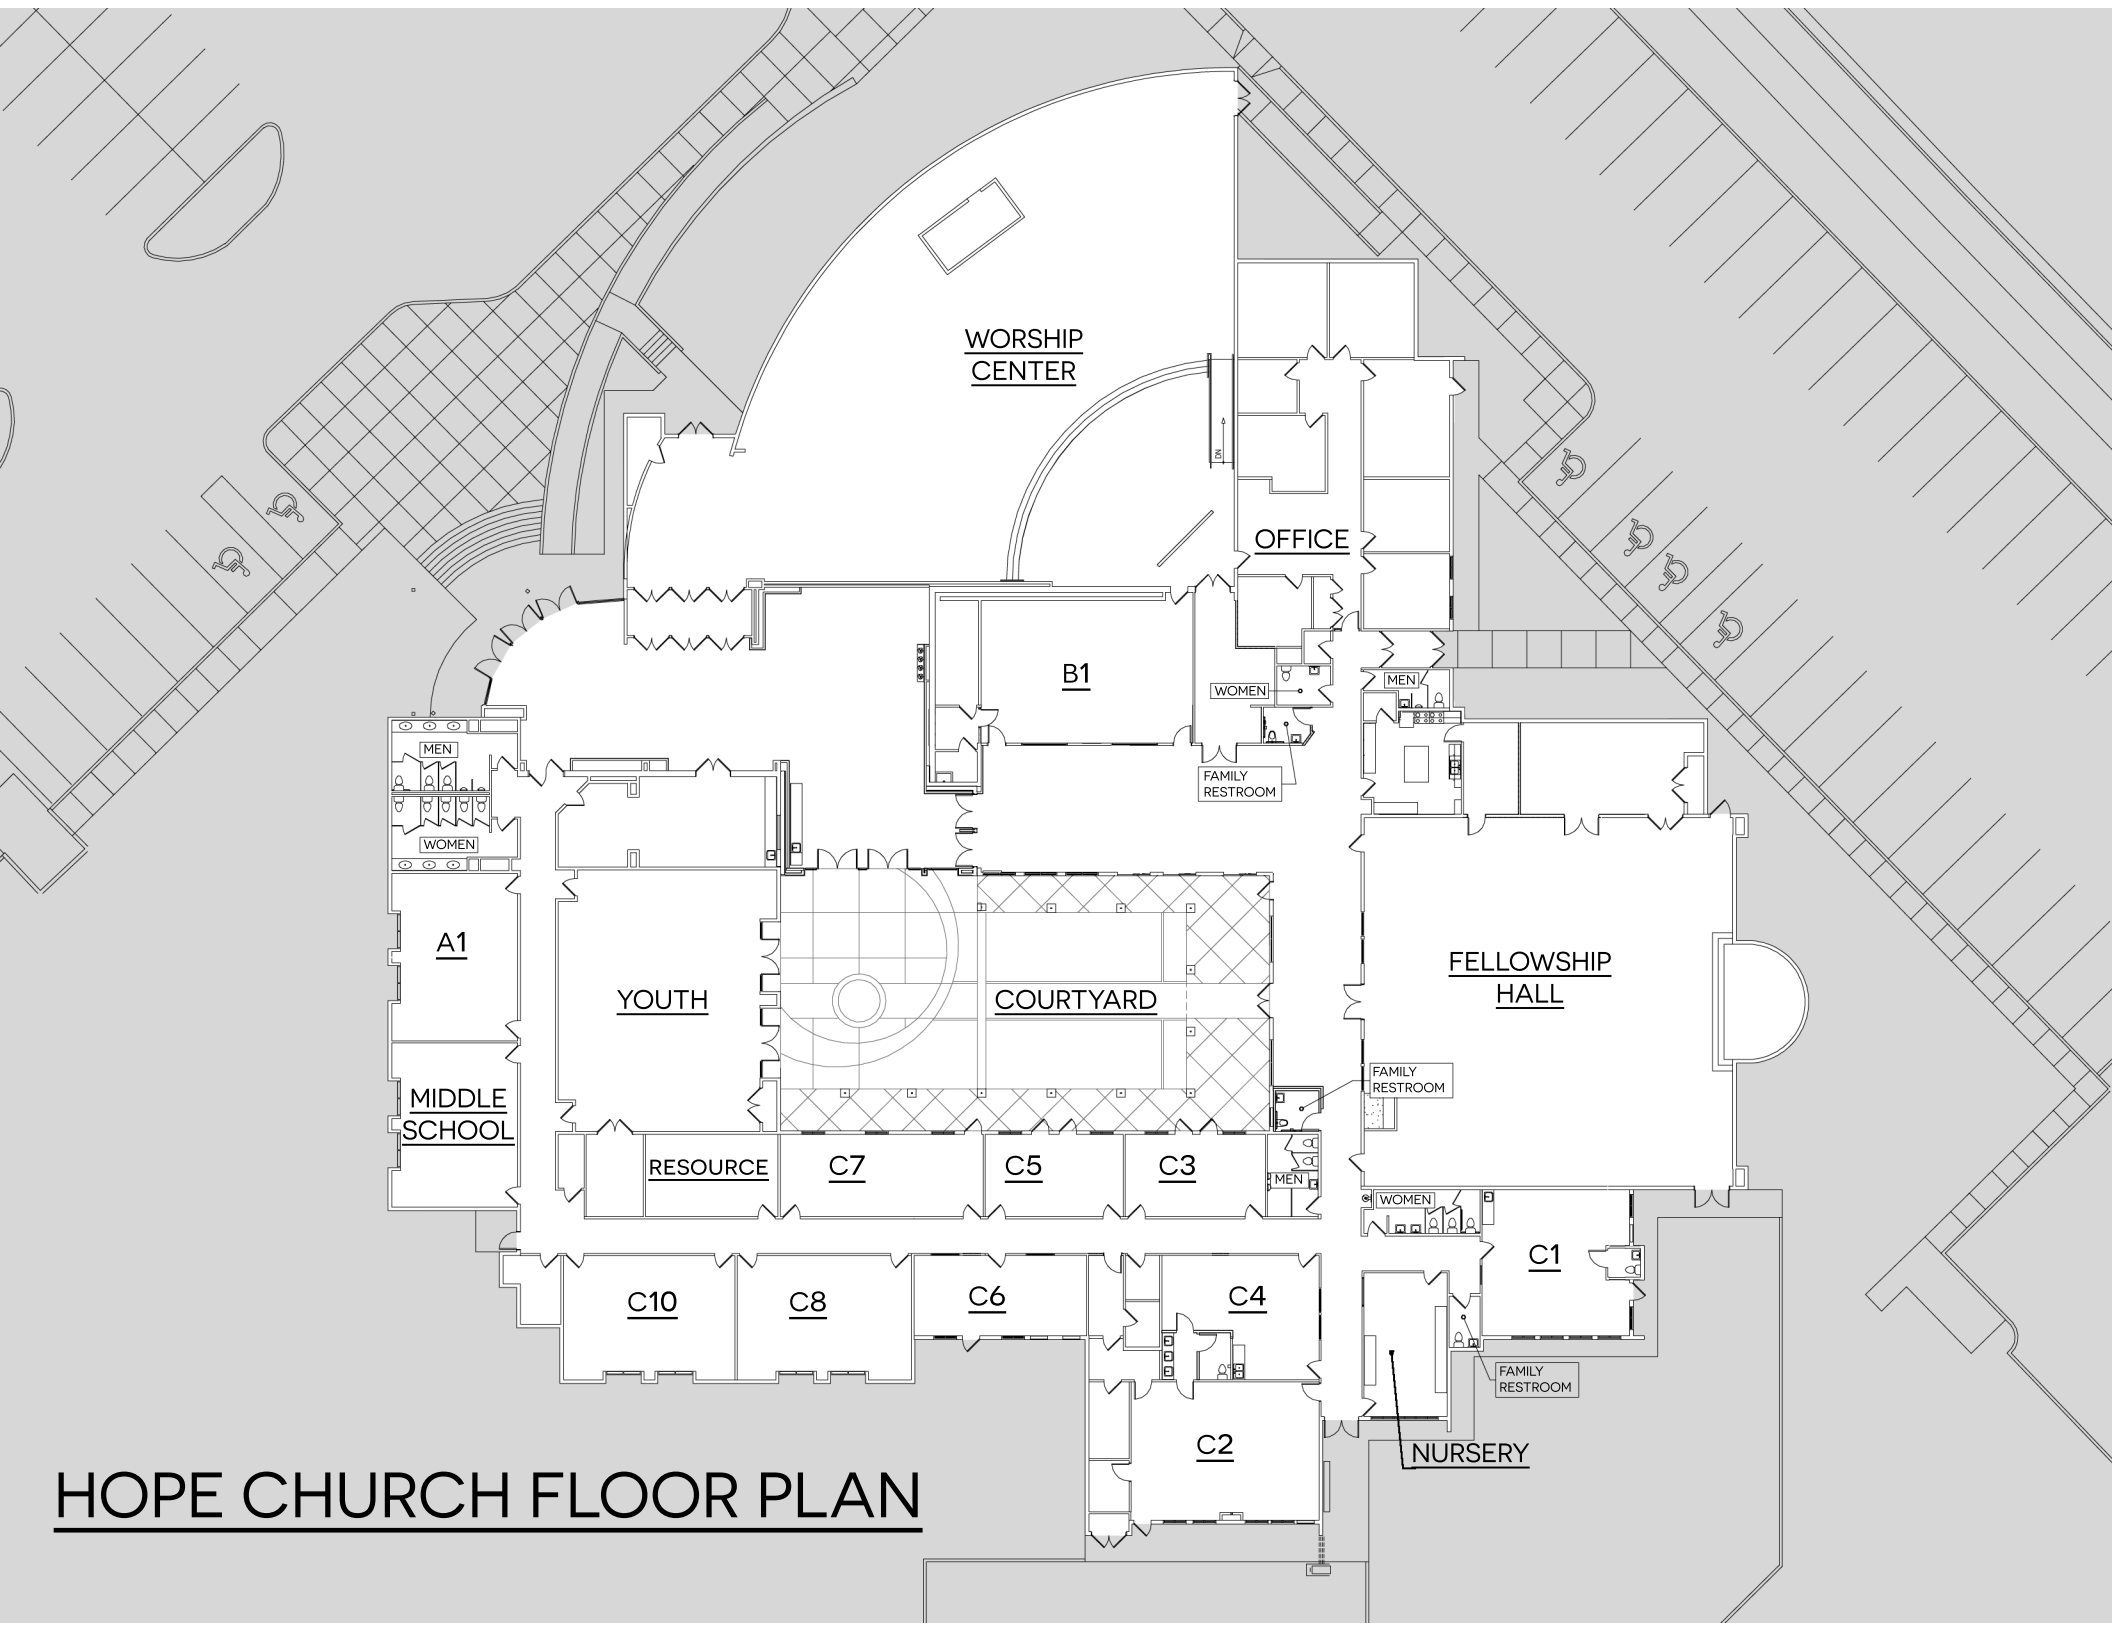 WORSHIP
CENTER
DN
OFFICE
B1
WOMEN
MEN
FAMILY
RESTROOM
MEN
WOMEN
A1
YOUTH
COURTYARD
FELLOWSHIP
HALL
FAMILY
RESTROOM
MIDDLE
SCHOOL
RESOURCE
C7
C5
C3
MEN
WOMEN
C1
C10
C8
C6
C4
FAMILY
RESTROOM
C2
NURSERY
HOPE CHURCH FLOOR PLAN